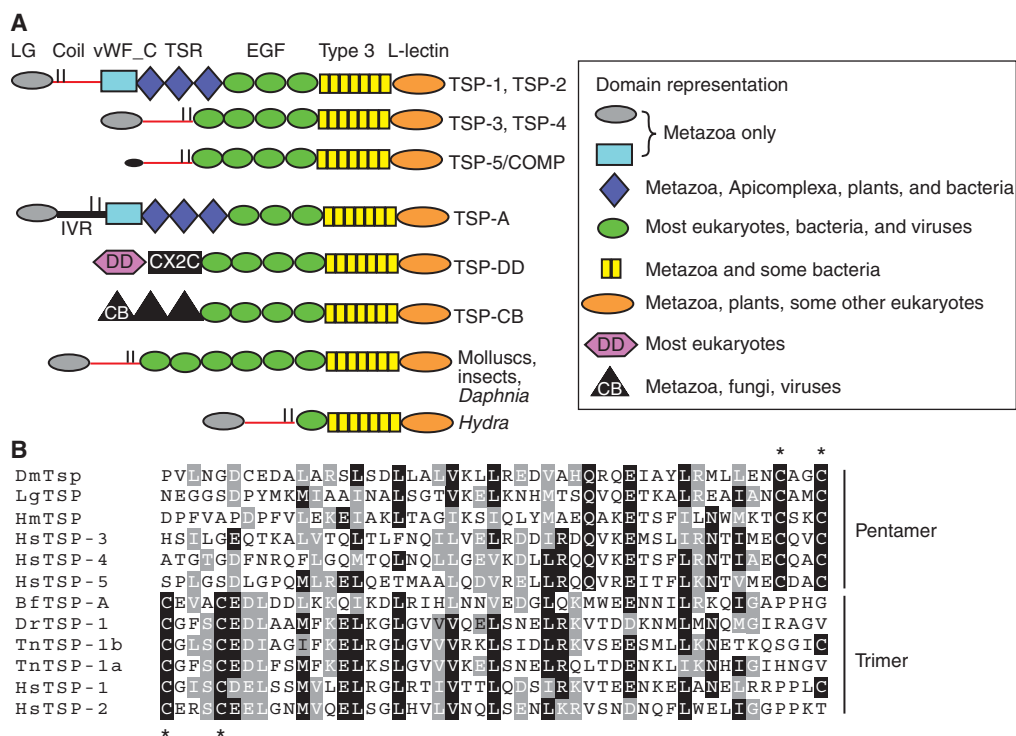 A
LG Coil vWF_C TSR EGF Type 3 L-lectin
TSP-1, TSP-2
TSP-3, TSP-4
TSP-5/COMP
IVR
TSP-A
DD CX2C
TSP-DD
CB
TSP-CB
Molluscs,
insects,
Daphnia
Hydra
Domain representation
Metazoa only
Metazoa, Apicomplexa, plants, and bacteria
Most eukaryotes, bacteria, and viruses
Metazoa and some bacteria
Metazoa, plants, some other eukaryotes
DD Most eukaryotes
CB Metazoa, fungi, viruses
B
* *
DmTsp PVLNGDCEDALARSLSDLLALVKLLREDVAHQRQEIAYLRMLLENCAGC
LgTSP NEGGSDPYMKMIAAINALSGTVKELKNHMTSQVQETKALREAIANCAMC
HmTSP DPFVAPDPFVLEKEIAKLTAGIKSIQLYMAEQAKETSFILNWMKTCSKC
HsTSP-3 HSILGEQTKALVTQLTLFNQILVELRDDIRDQVKEMSLIRNTIMECQVC
HsTSP-4 ATGTGDFNRQFLGQMTQLNQLLGEVKDLLRQQVKETSFLRNTIAECQAC
HsTSP-5 SPLGSDLGPQMLRELQETMAALQDVRELLRQQVREITFLKNTVMECDAC
BfTSP-A CEVACEDLDDLKKQIKDLRIHLNNVEDGLQKMWEENNILRKQIGAPPHG
DrTSP-1 CGFSCEDLAAMFKELKGLGVVVQELSNELRKVTDDKNMLMNQMGIRAGV
TnTSP-1b CGLSCEDIAGIFKELKGLGVVVRKLSIDLRKVSEESMLLKNETKQSGIC
TnTSP-1a CGFSCEDLFSMFKELKSLGVVVKELSNELRQLTDENKLIKNHIGIHNGV
HsTSP-1 CGISCDELSSMVLELRGLRTIVTTLQDSIRKVTEENKELANELRRPPLC
HsTSP-2 CERSCEELGNMVQELSGLHVLVNQLSENLKRVSNDNQFLWELIGGPPKT
* *
Pentamer
Trimer